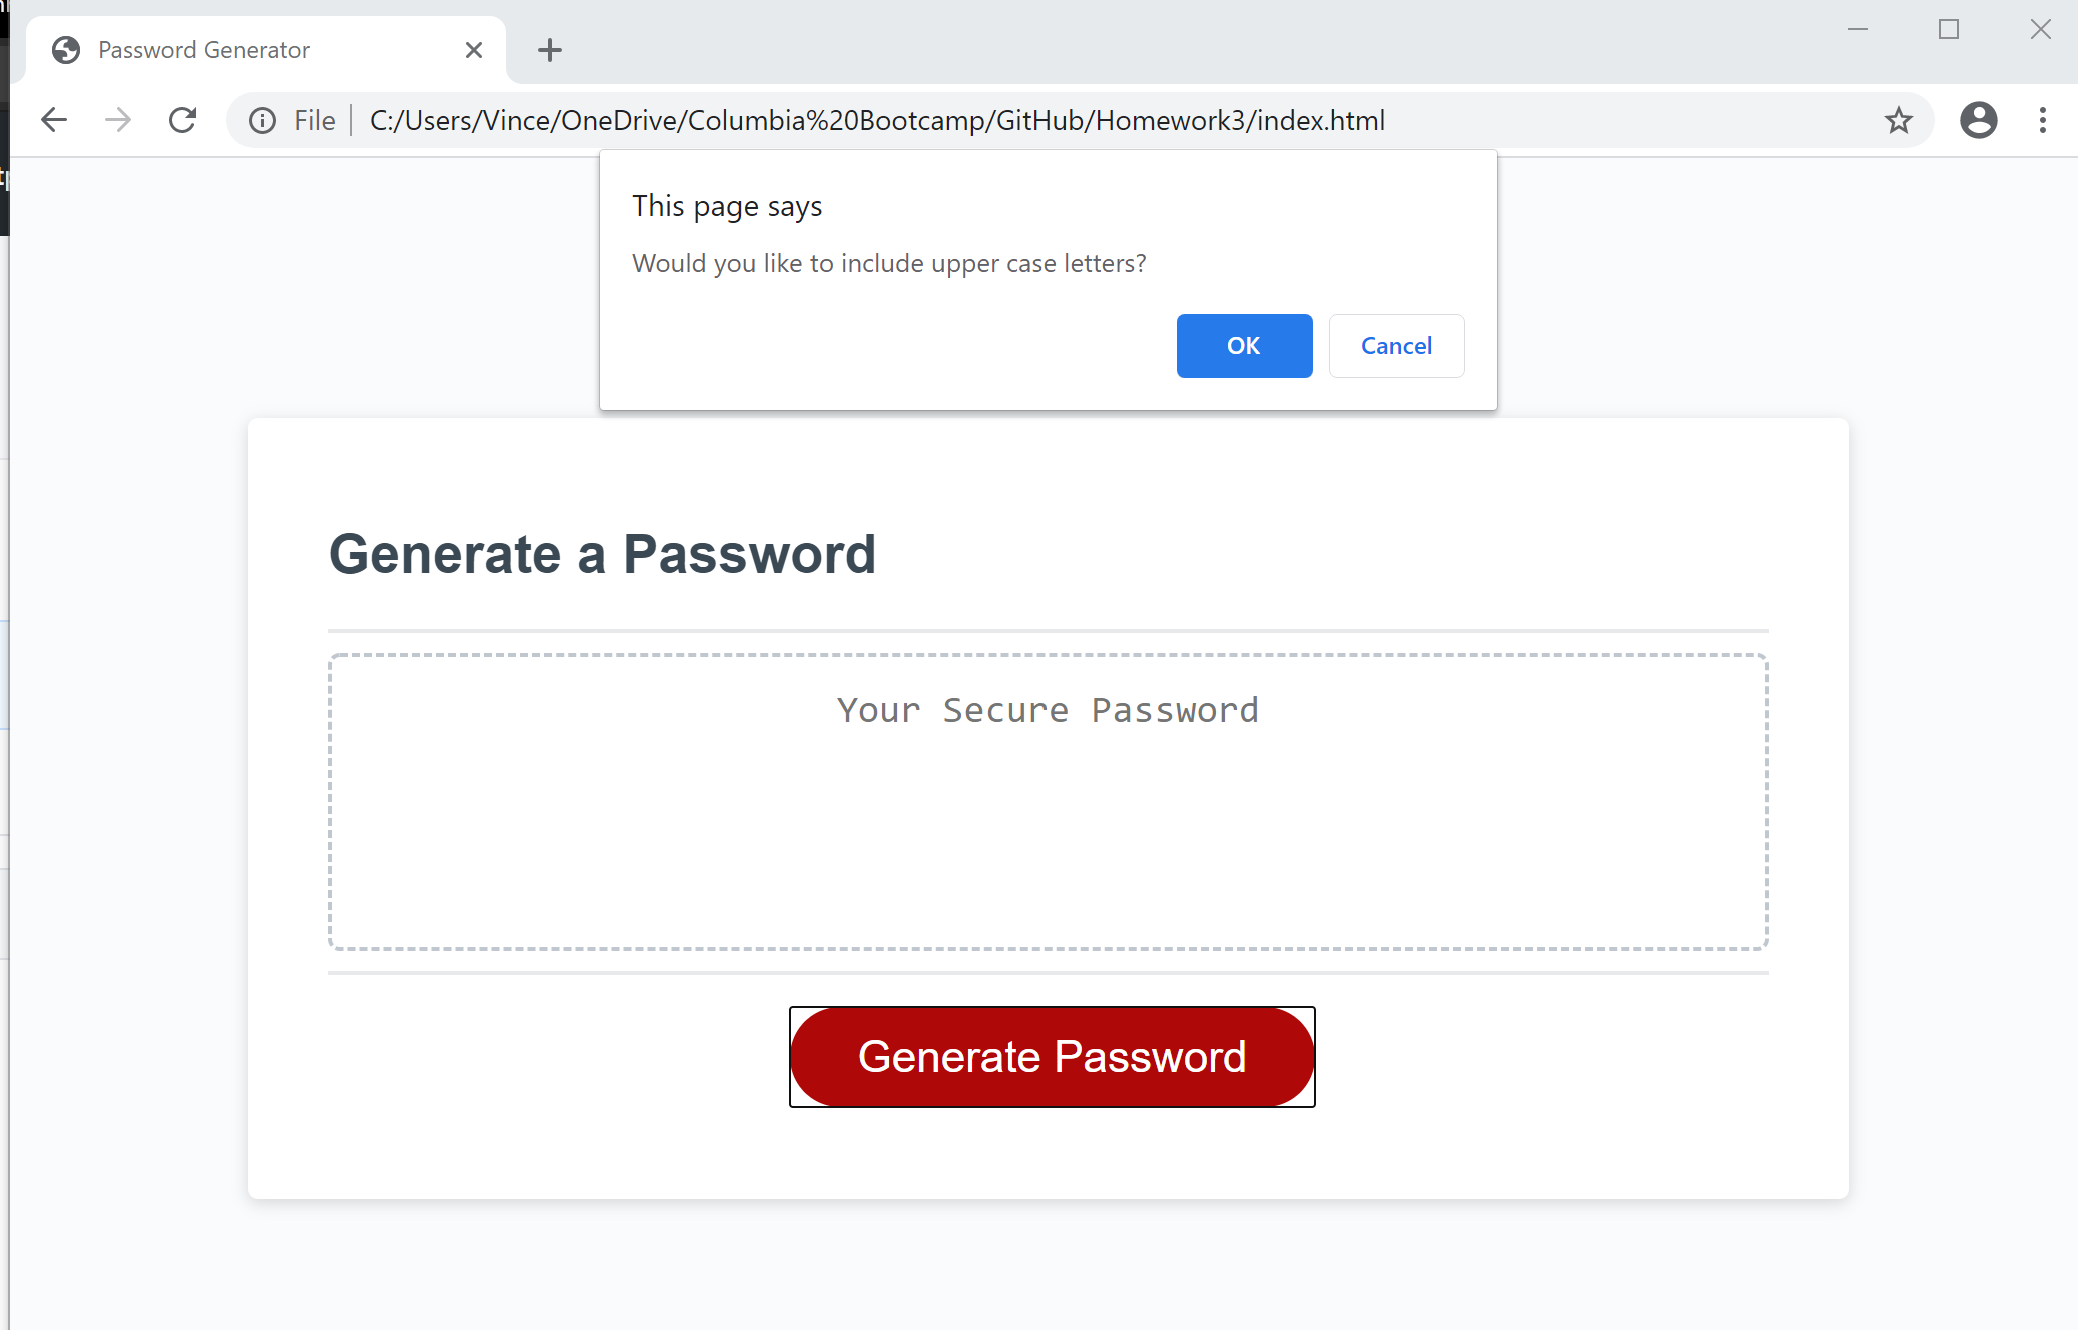 Password Generator
File C:/Users/Vince/OneDrive/Columbia%20Bootcamp/GitHub/Homework3/index.html
This page says
Would you like to include upper case letters?
OK Cancel
Generate a Password
Your Secure Password
Generate Password